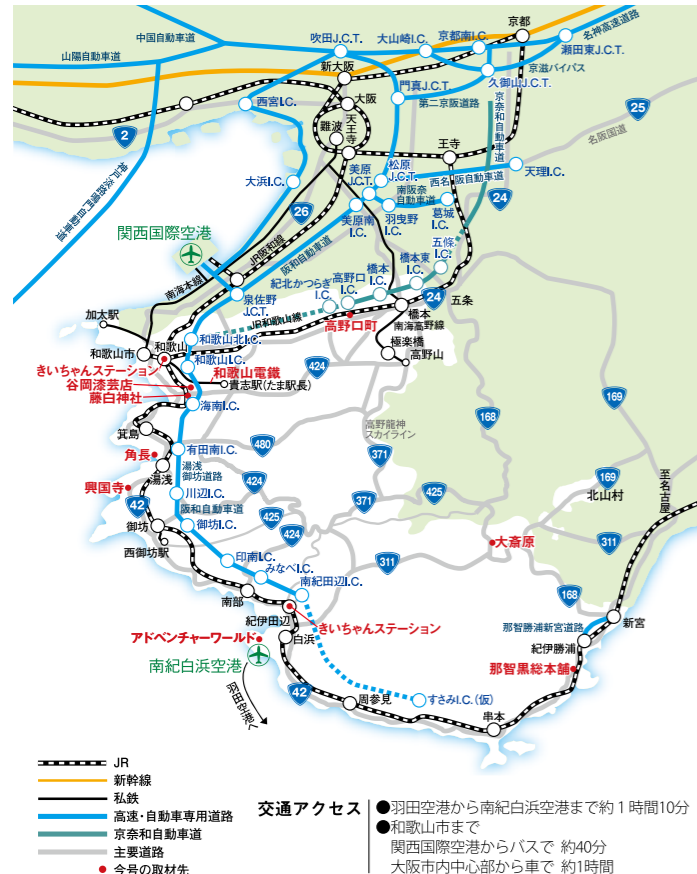 中国自動車道
山陽自動車道
吹田J.C.T.
大山崎I.C.
京都南I.C.
京都
名神高速道路
瀬田東J.C.T.
新大阪
京滋バイパス
久御山J.C.T.
門真J.C.T.
第二京阪道路
西宮I.C.
大阪
天王寺
難波
京奈和自動車道
2
25
名阪国道
神戸淡路鳴門自動車道
王寺
松原
J.C.T.
美原
J.C.T.
西名阪自動車道
天理I.C.
大浜I.C.
南阪奈
自動車道
24
26
美原南
I.C.
羽曳野
I.C.
葛城
I.C.
関西国際空港
JR阪和線
阪和自動車道
五條
I.C.
橋本東
I.C.
橋本
I.C.
高野口
I.C.
紀北かつらぎ
I.C.
南海本線
泉佐野
J.C.T.
24
五条
加太駅
JR和歌山線
高野口町
橋本
南海高野線
和歌山北I.C.
極楽橋
和歌山
和歌山市
高野山
和歌山I.C.
きいちゃんステーション
和歌山電鐵
424
谷岡漆芸店
貴志駅(たま駅長)
藤白神社
海南I.C.
169
168
箕島
高野龍神
スカイライン
480
有田南I.C.
371
角長
湯浅
湯浅
御坊道路
169
424
興国寺
川辺I.C.
425
371
北山村
至名古屋
42
阪和自動車道
425
御坊
御坊I.C.
424
大斎原
311
西御坊駅
311
印南I.C.
みなべI.C.
南紀田辺I.C.
168
南部
紀伊田辺
きいちゃんステーション
那智勝浦新宮道路
新宮
アドベンチャーワールド
白浜
紀伊勝浦
南紀白浜空港
那智黒総本舗
羽田空港へ
42
周参見
すさみI.C.(仮)
串本
JR
新幹線
私鉄
高速・自動車専用道路
京奈和自動車道
主要道路
今号の取材先
交通アクセス
●羽田空港から南紀白浜空港まで約1時間10分
●和歌山市まで
関西国際空港からバスで 約40分
大阪市内中心部から車で 約1時間